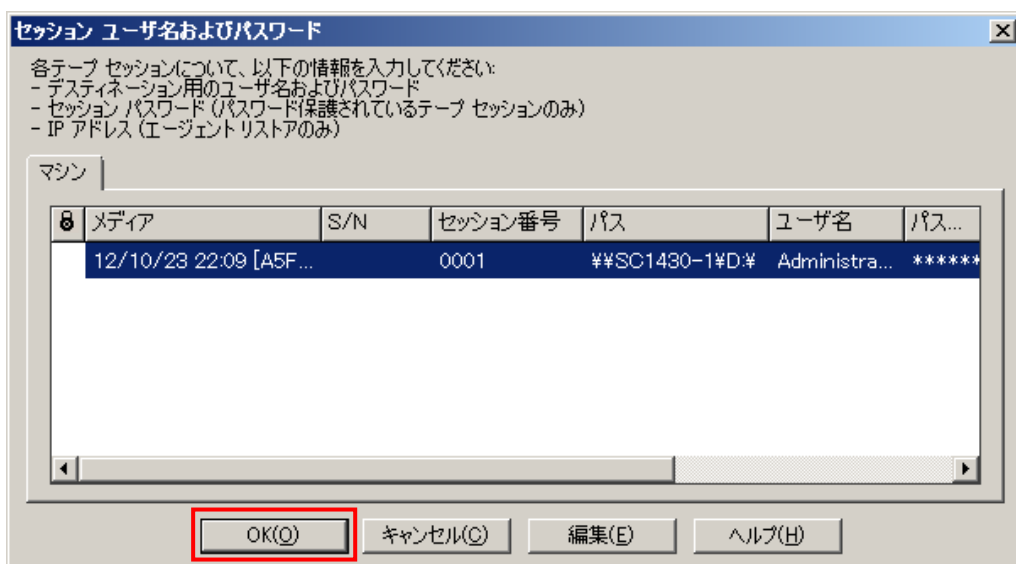 セッション ユーザ名およびパスワード
各テープ セッションについて、以下の情報を入力してください:
- デスティネーション用のユーザ名およびパスワード
- セッション パスワード (パスワード保護されているテープ セッションのみ)
- IP アドレス (エージェント リストアのみ)
マシン
メディア S/N セッション番号 パス ユーザ名 パス...
12/10/23 22:09 [A5F... 0001 ¥¥SC1430-1¥D:¥ Administra... ******
OK(O) キャンセル(C) 編集(E) ヘルプ(H)